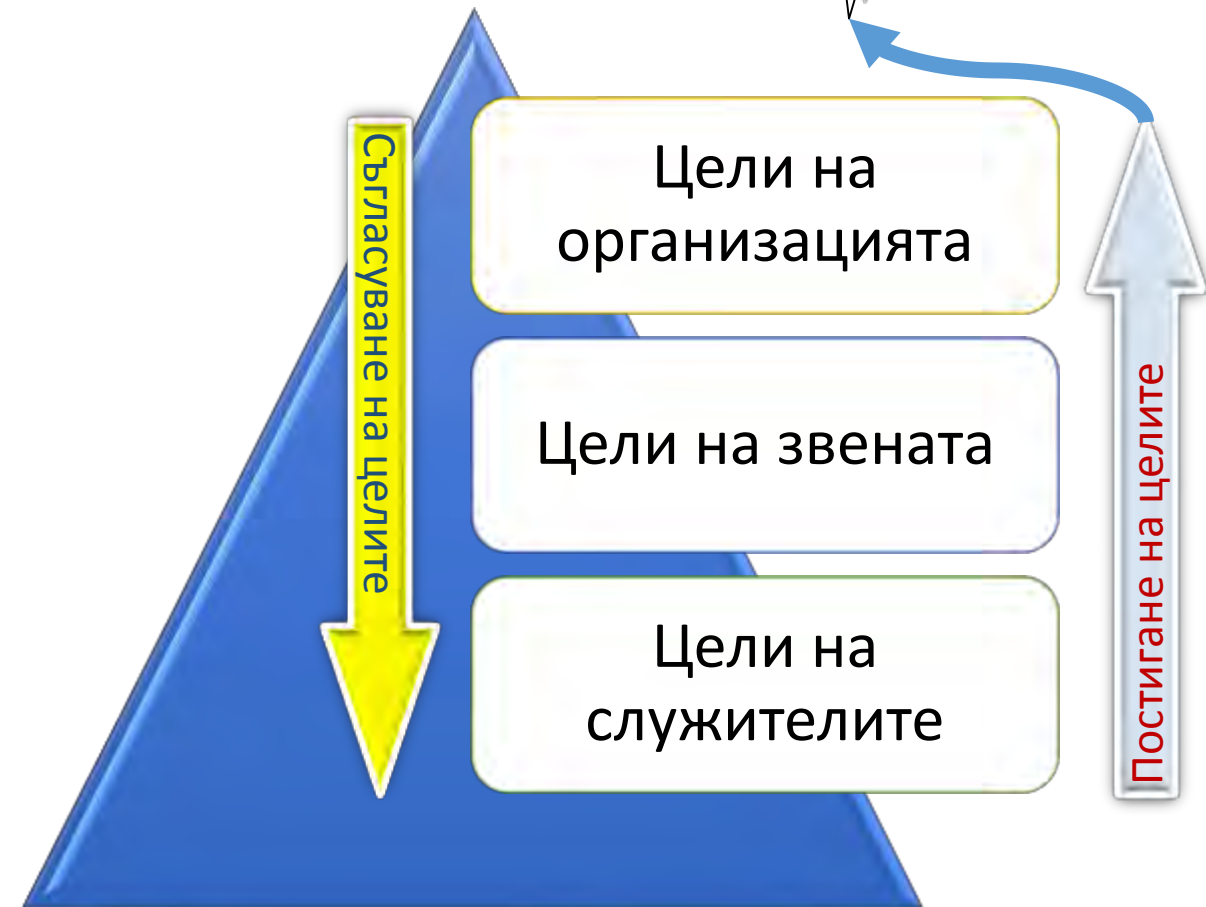 Съгласуване на целите
Цели на
организацията
Цели на звената
Цели на
служителите
Постигане на целите